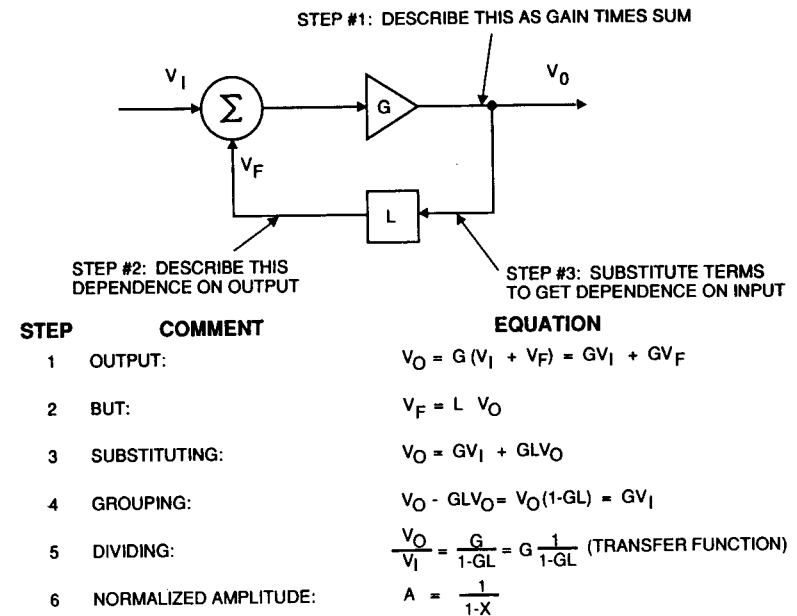 STEP #1: DESCRIBE THIS AS GAIN TIMES SUM
V_I
V_O
Σ
G
V_F
L
STEP #2: DESCRIBE THIS
DEPENDENCE ON OUTPUT
STEP #3: SUBSTITUTE TERMS
TO GET DEPENDENCE ON INPUT
STEP COMMENT EQUATION
1 OUTPUT: V_O = G (V_I + V_F) = GV_I + GV_F
2 BUT: V_F = L V_O
3 SUBSTITUTING: V_O = GV_I + GLV_O
4 GROUPING: V_O - GLV_O = V_O (1-GL) = GV_I
5 DIVIDING: V_O/V_I = G/1-GL = G 1/1-GL (TRANSFER FUNCTION)
6 NORMALIZED AMPLITUDE: A = 1/1-X